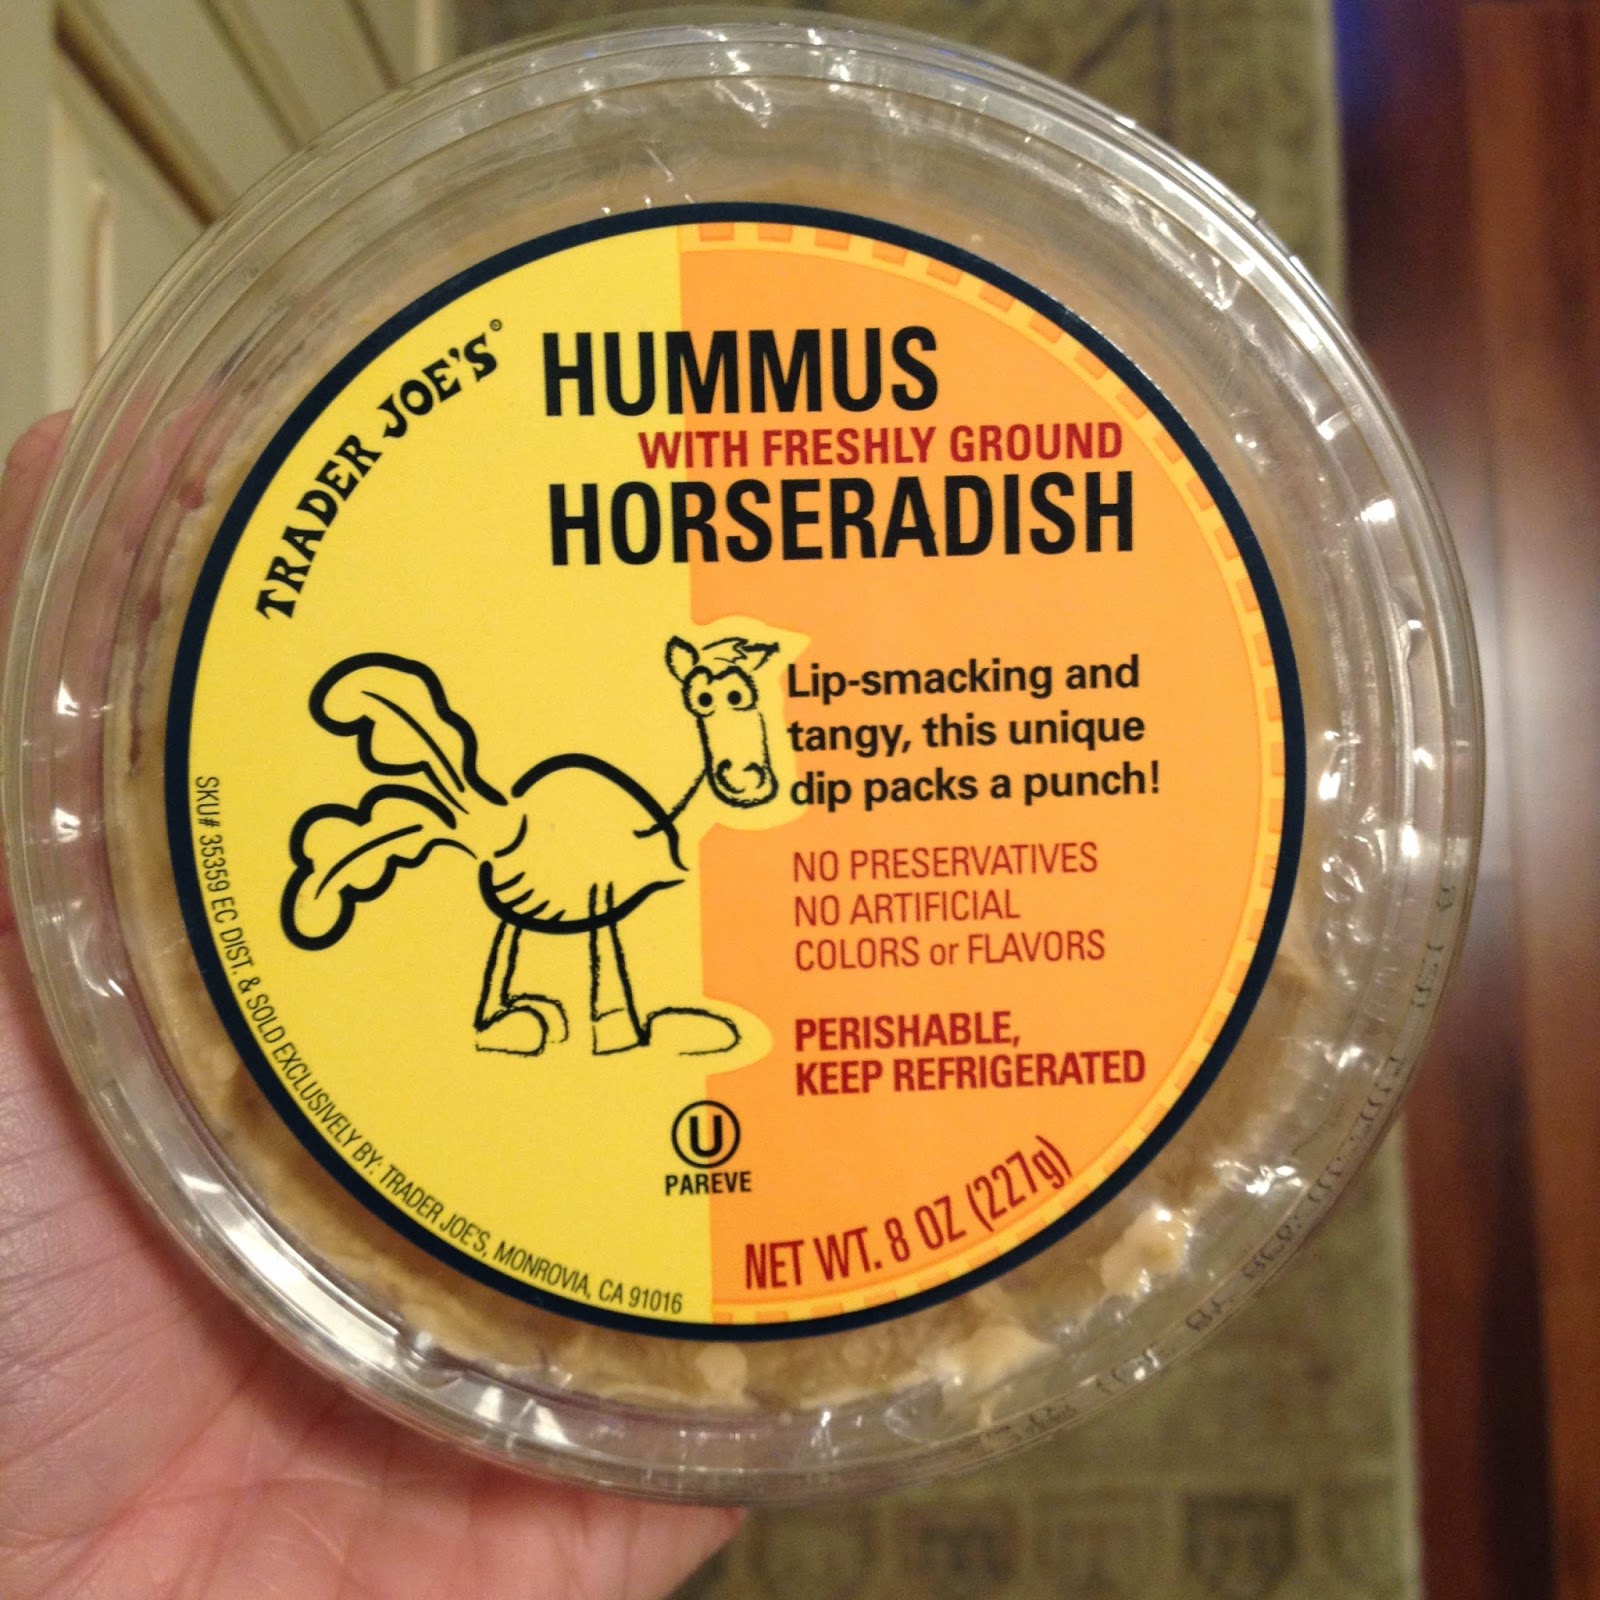 TRADER JOE'S®
HUMMUS
WITH FRESHLY GROUND
HORSERADISH
Lip-smacking and
tangy, this unique
dip packs a punch!
NO PRESERVATIVES
NO ARTIFICIAL
COLORS or FLAVORS
PERISHABLE,
KEEP REFRIGERATED
U
PAREVE
NET WT. 8 OZ (227g)
SKU# 35359 EC DIST. & SOLD EXCLUSIVELY BY: TRADER JOE'S, MONROVIA, CA 91016